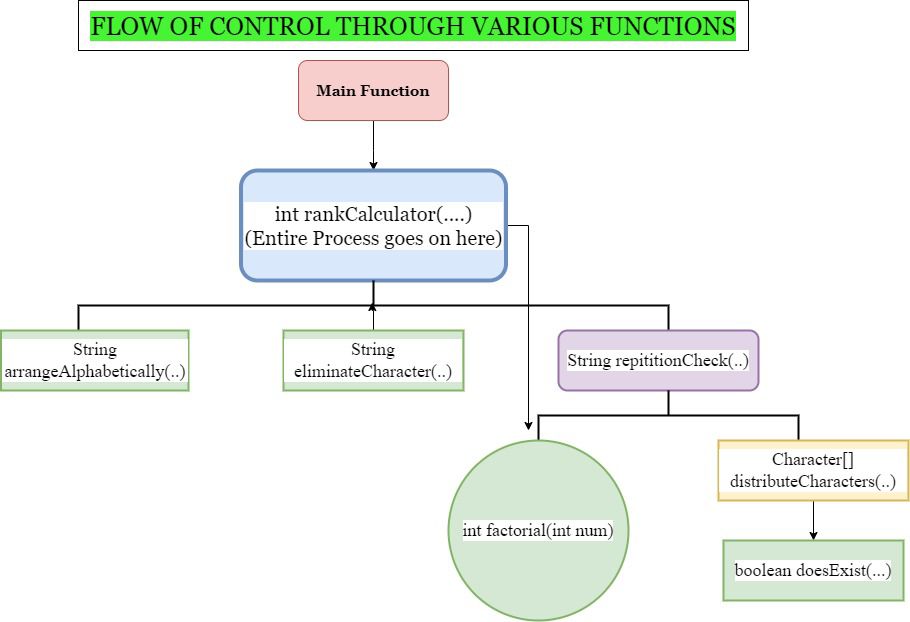 FLOW OF CONTROL THROUGH VARIOUS FUNCTIONS
Main Function
int rankCalculator(....)
(Entire Process goes on here)
String
arrangeAlphabetically(..)
String
eliminateCharacter(..)
String repititionCheck(..)
Character[]
distributeCharacters(..)
int factorial(int num)
boolean doesExist(...)